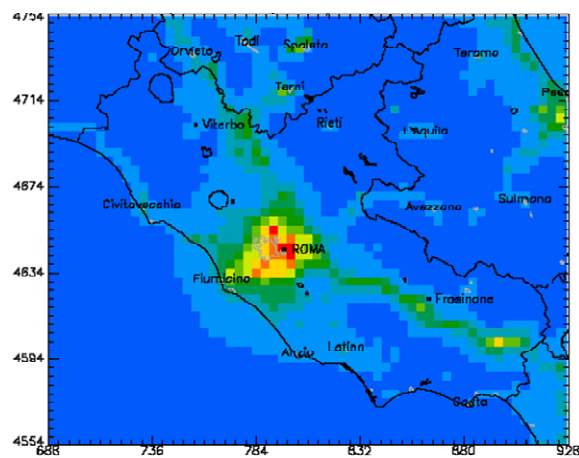 4754
Orvieto
Todi
Spoleto
Teramo
Terni
4714
Viterbo
Rieti
L'Aquila
4674
Civitavecchia
Avezzano
Sulmona
ROMA
4634
Fiumicino
Frosinone
4594
Anzio
Latina
Gaeta
4554
688
736
784
832
880
928